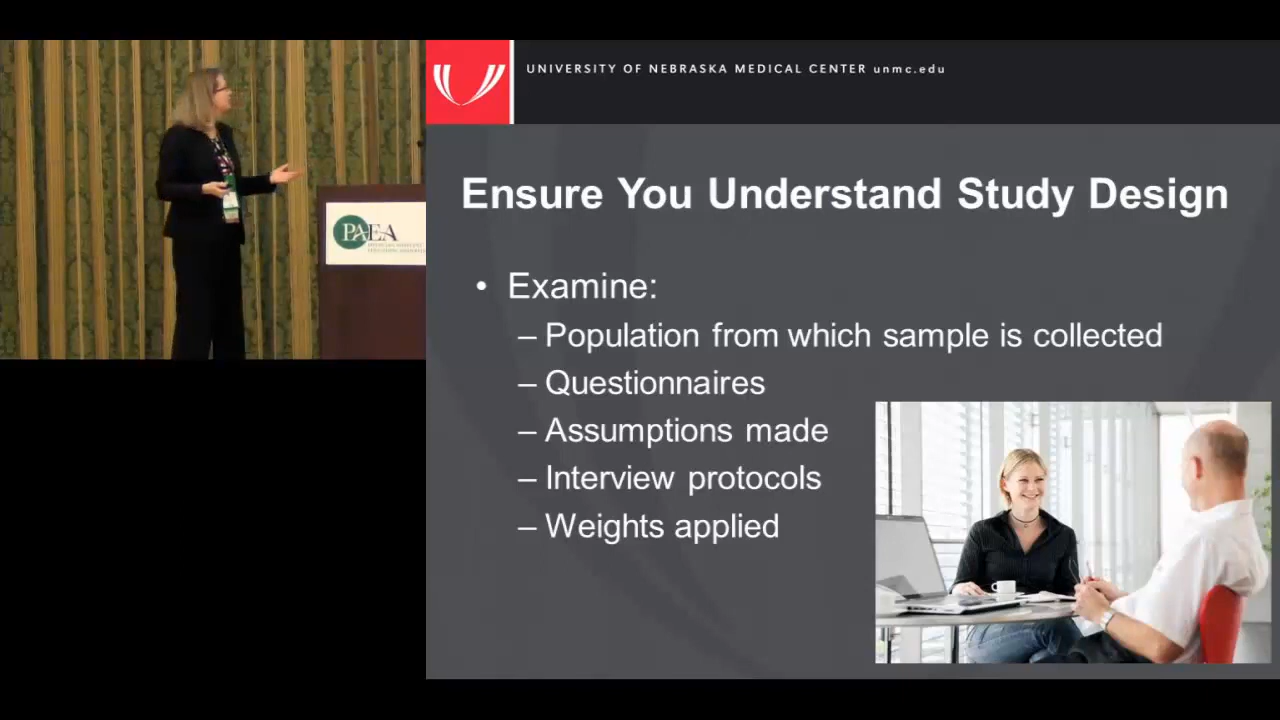 UNIVERSITY OF NEBRASKA MEDICAL CENTER unmc.edu
Ensure You Understand Study Design
• Examine:
– Population from which sample is collected
– Questionnaires
– Assumptions made
– Interview protocols
– Weights applied
PAEA